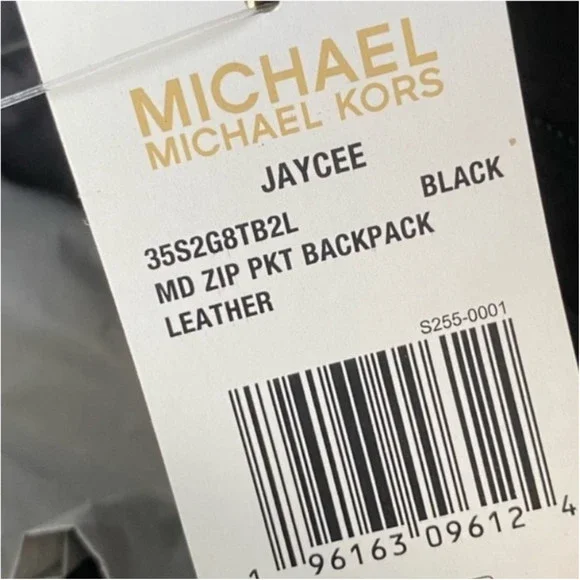 MICHAEL
MICHAEL KORS
JAYCEE
35S2G8TB2L BLACK
MD ZIP PKT BACKPACK
LEATHER
S255-0001
1 96163 09612 4